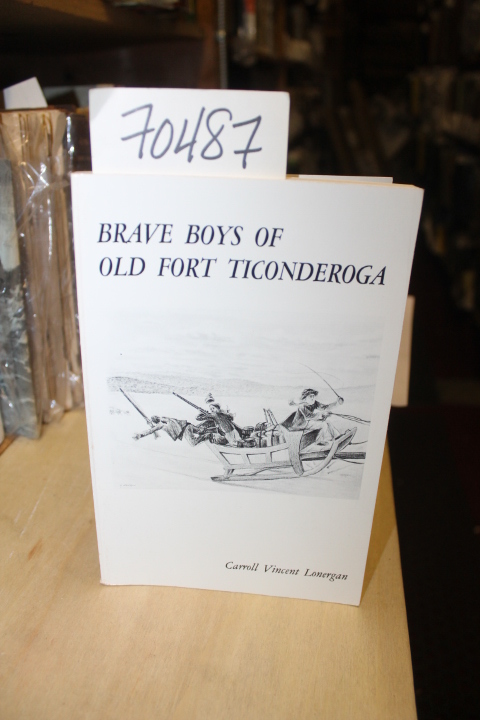 70487
BRAVE BOYS OF
OLD FORT TICONDEROGA
Carroll Vincent Lonergan